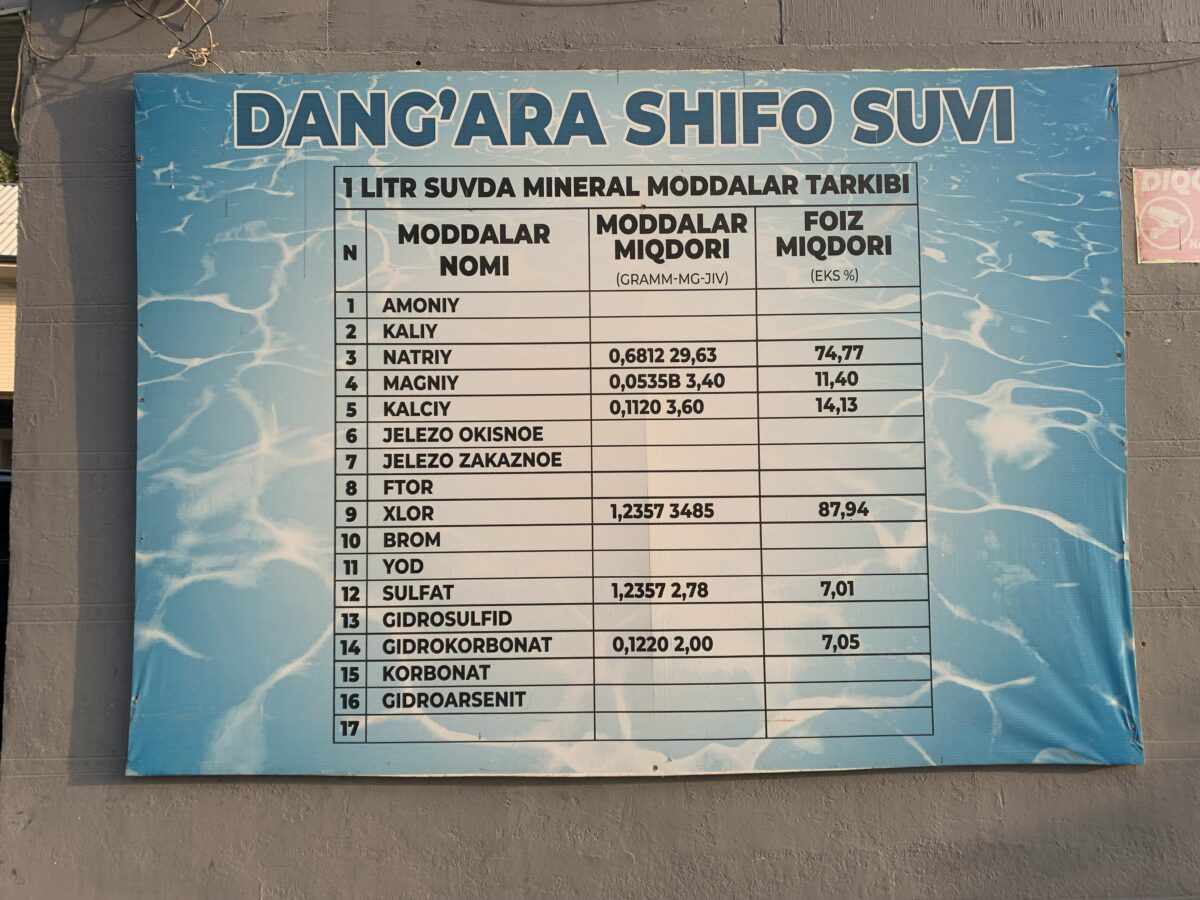 DANG'ARA SHIFO SUVI
1 LITR SUVDA MINERAL MODDALAR TARKIBI
N MODDALAR NOMI MODDALAR MIQDORI (GRAMM-MG-JIV) FOIZ MIQDORI (EKS %)
1 AMONIY
2 KALIY
3 NATRIY 0,6812 29,63 74,77
4 MAGNIY 0,0535B 3,40 11,40
5 KALCIY 0,1120 3,60 14,13
6 JELEZO OKISNOE
7 JELEZO ZAKAZNOE
8 FTOR
9 XLOR 1,2357 3485 87,94
10 BROM
11 YOD
12 SULFAT 1,2357 2,78 7,01
13 GIDROSULFID
14 GIDROKORBONAT 0,1220 2,00 7,05
15 KORBONAT
16 GIDROARSENIT
17